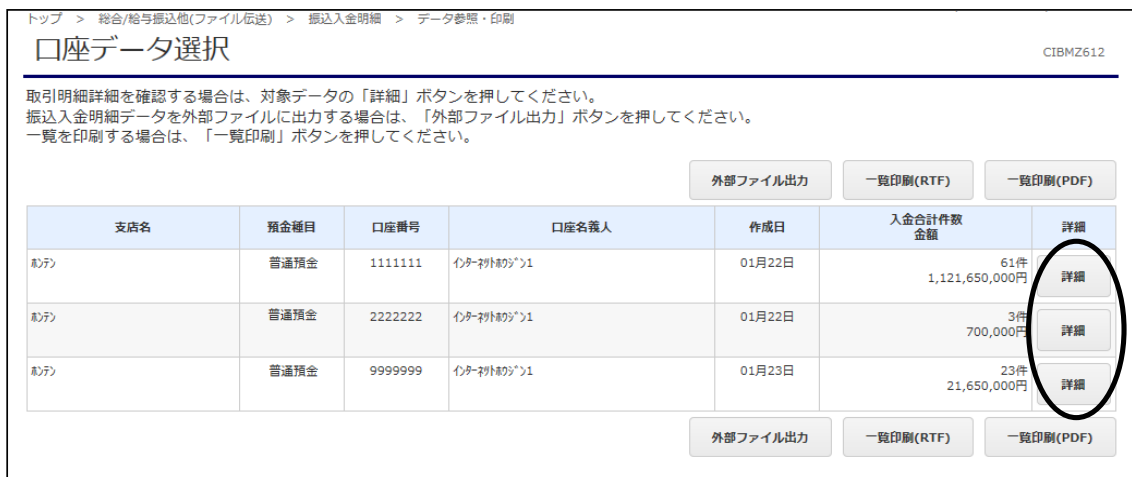 トップ > 総合/給与振込他(ファイル伝送) > 振込入金明細 > データ参照・印刷
口座データ選択
CIBMZ612
取引明細詳細を確認する場合は、対象データの「詳細」ボタンを押してください。
振込入金明細データを外部ファイルに出力する場合は、「外部ファイル出力」ボタンを押してください。
一覧を印刷する場合は、「一覧印刷」ボタンを押してください。
外部ファイル出力 一覧印刷(RTF) 一覧印刷(PDF)
支店名 預金種目 口座番号 口座名義人 作成日 入金合計件数 詳細
金額
ﾎﾝﾃﾝ 普通預金 1111111 ｲﾝﾀｰﾈﾂﾄﾎｳｼﾞﾝ1 01月22日 61件
1,121,650,000円 詳細
ﾎﾝﾃﾝ 普通預金 2222222 ｲﾝﾀｰﾈﾂﾄﾎｳｼﾞﾝ1 01月22日 3件
700,000円 詳細
ﾎﾝﾃﾝ 普通預金 9999999 ｲﾝﾀｰﾈﾂﾄﾎｳｼﾞﾝ1 01月23日 23件
21,650,000円 詳細
外部ファイル出力 一覧印刷(RTF) 一覧印刷(PDF)